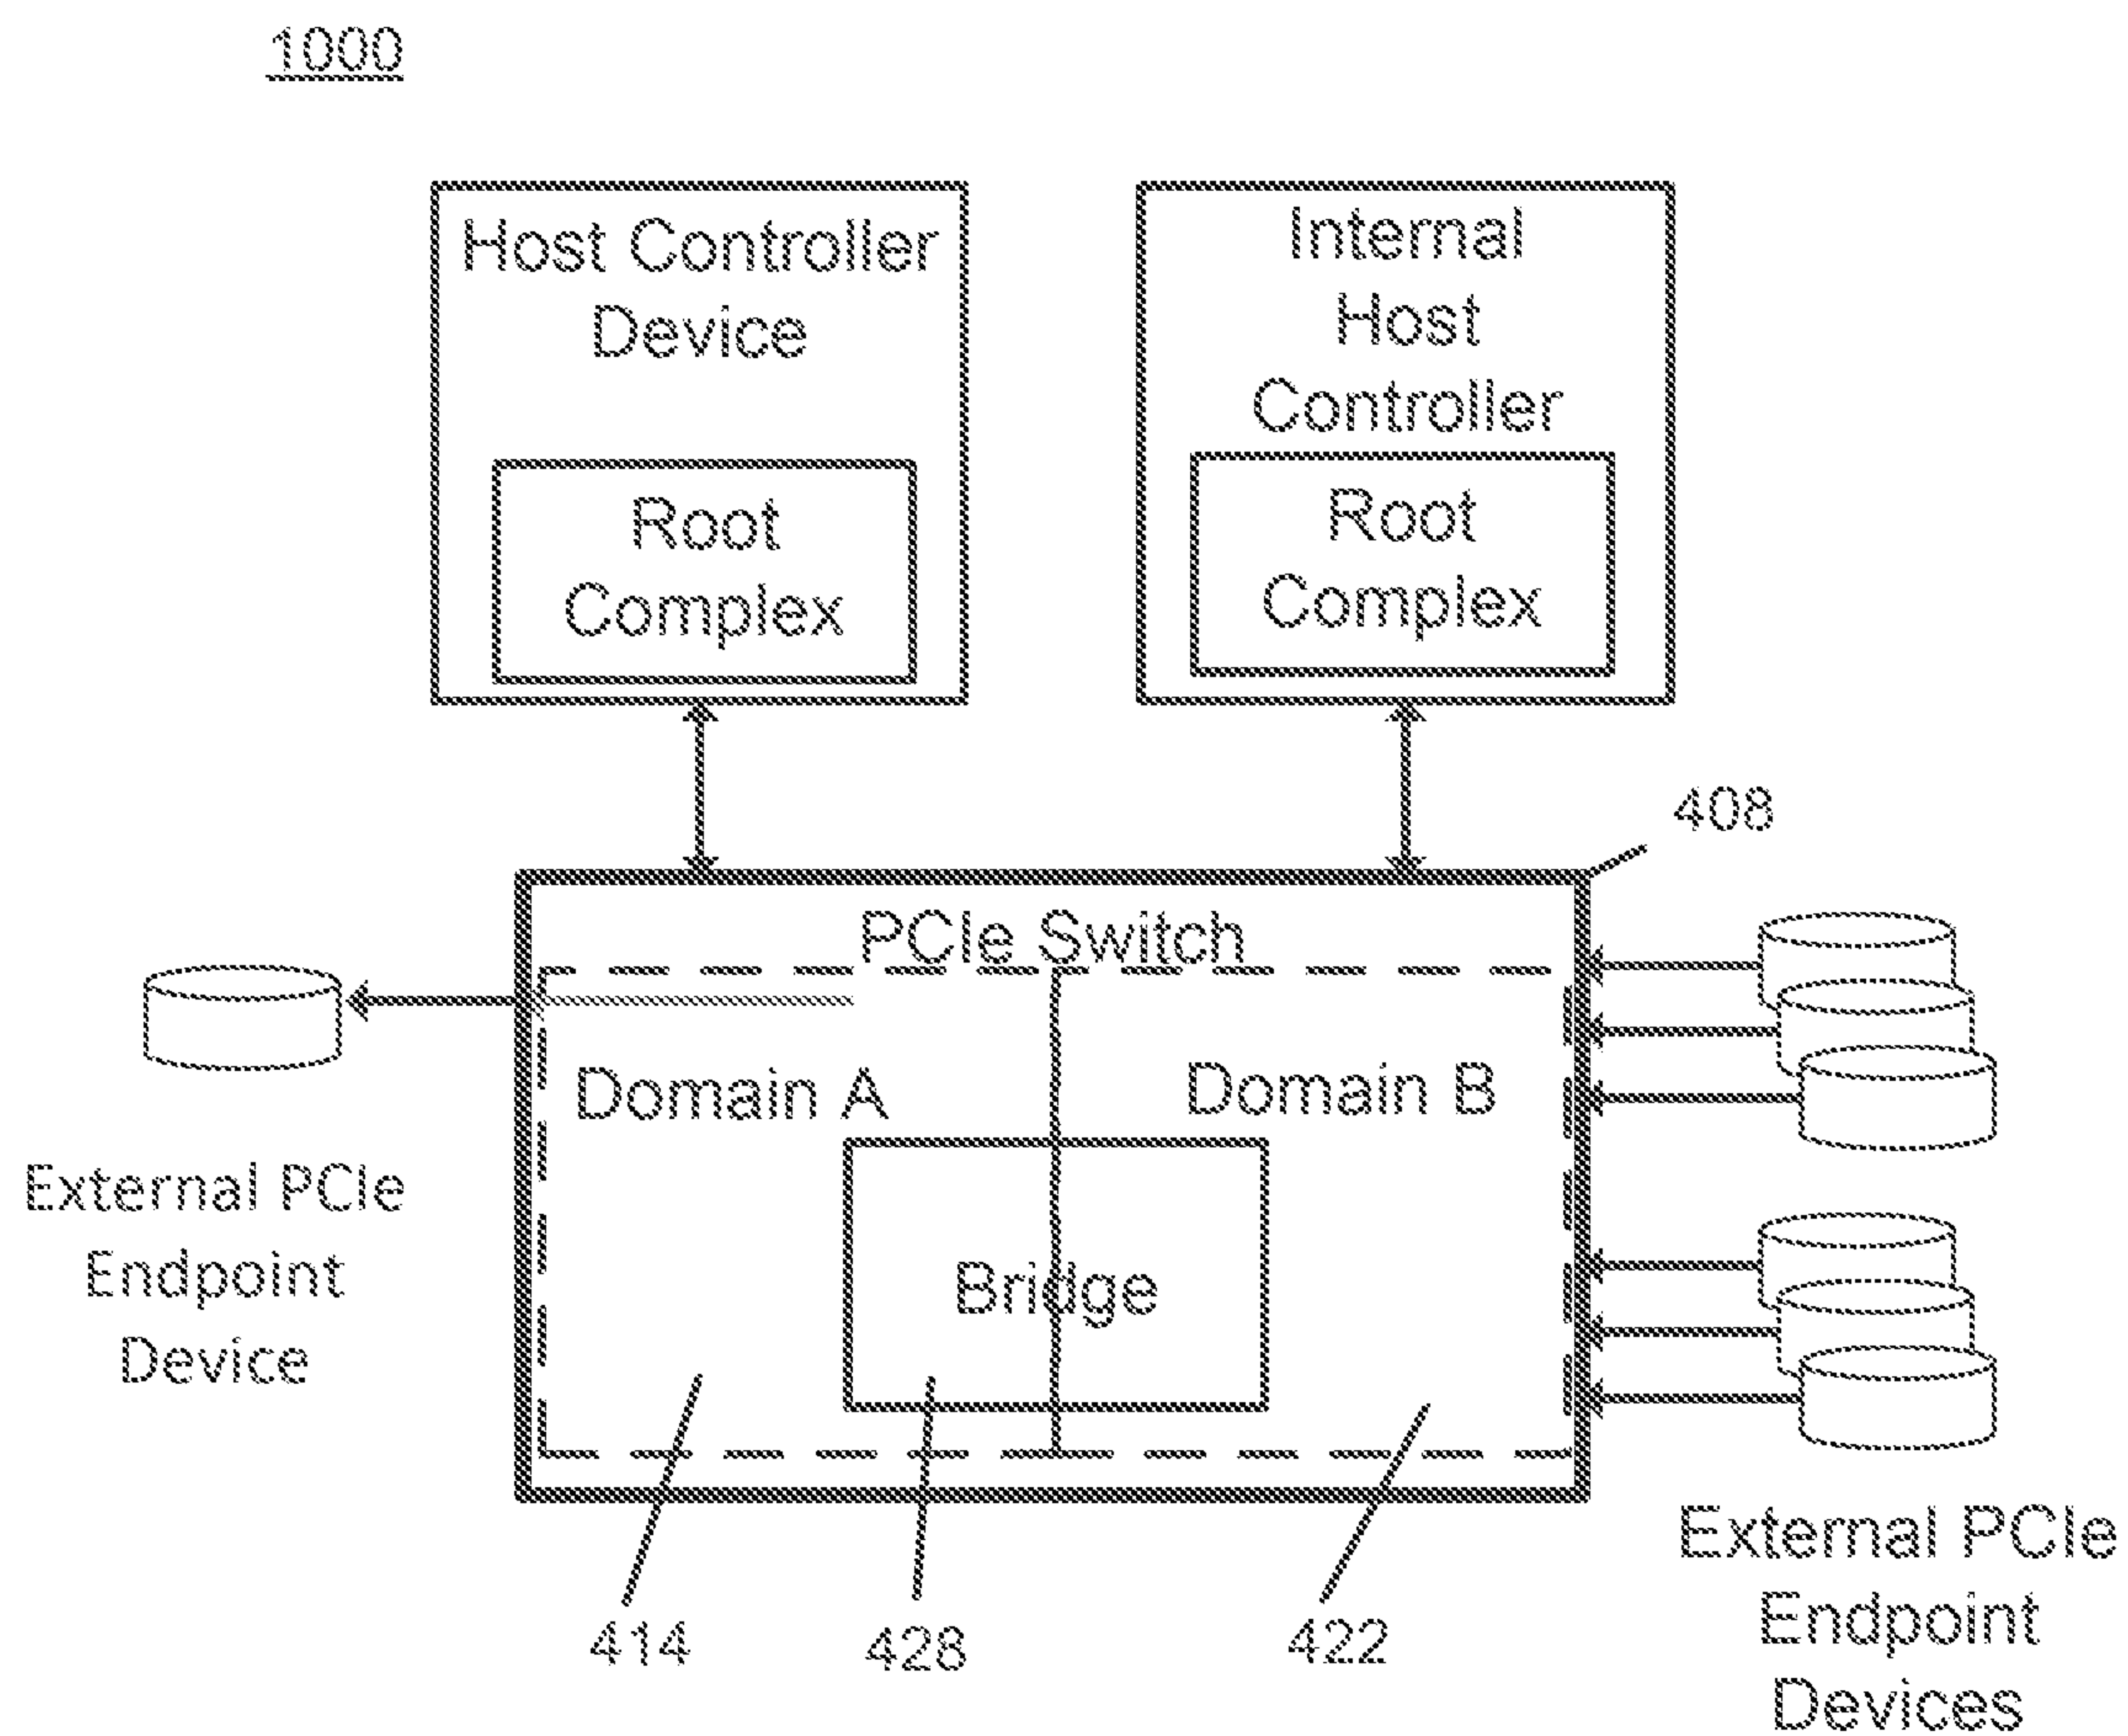 1000
Host Controller
Device
Root
Complex
Internal
Host
Controller
Root
Complex
408
PCIe Switch
Domain A
Domain B
Bridge
External PCIe
Endpoint
Device
414
428
422
External PCIe
Endpoint
Devices